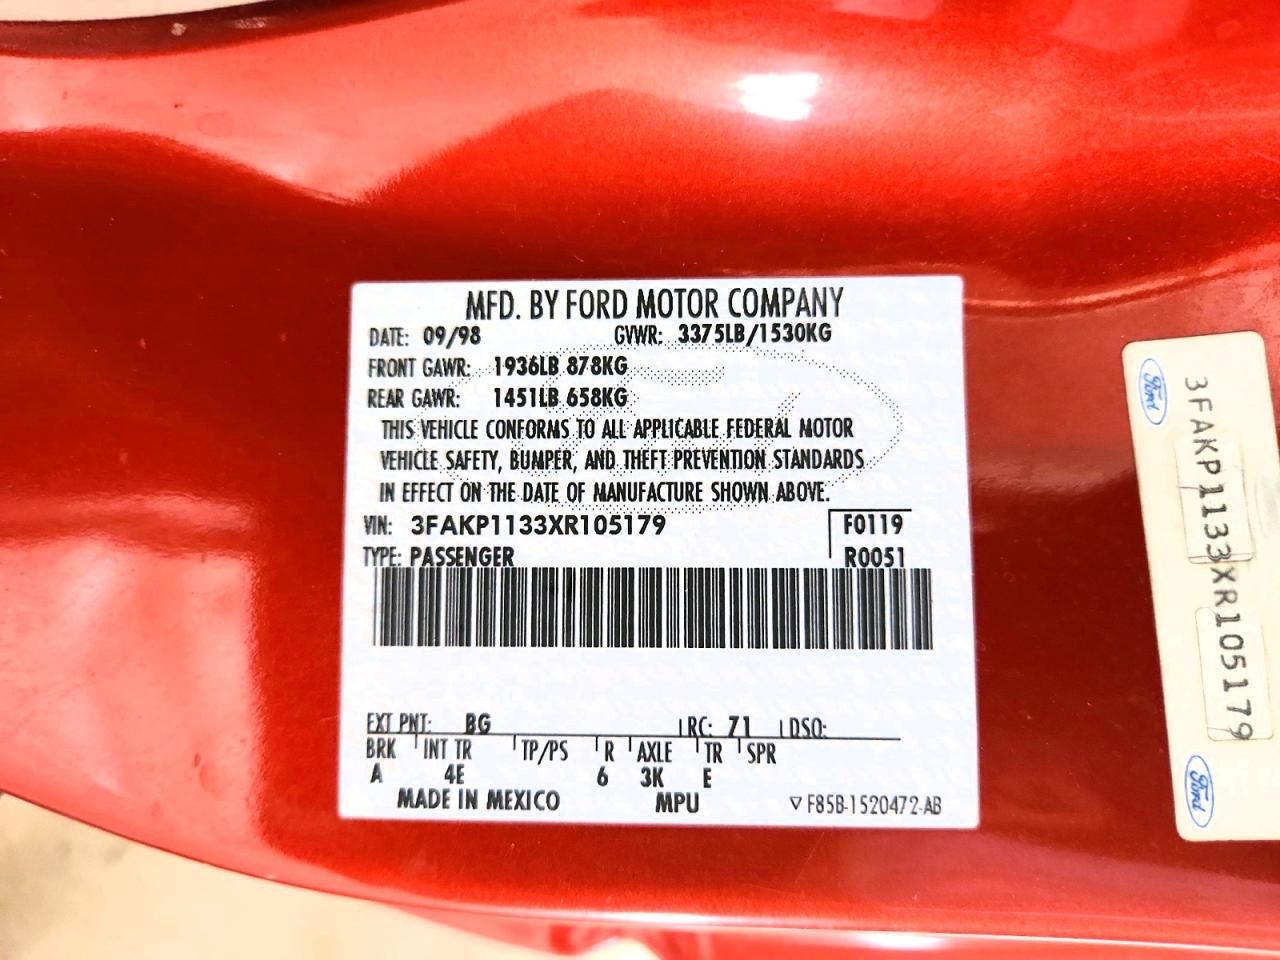 MFD. BY FORD MOTOR COMPANY
DATE: 09/98 GVWR: 3375LB/1530KG
FRONT GAWR: 1936LB 878KG
REAR GAWR: 1451LB 658KG
THIS VEHICLE CONFORMS TO ALL APPLICABLE FEDERAL MOTOR
VEHICLE SAFETY, BUMPER, AND THEFT PREVENTION STANDARDS
IN EFFECT ON THE DATE OF MANUFACTURE SHOWN ABOVE.
VIN: 3FAKP1133XR105179 F0119
TYPE: PASSENGER R0051
EXT PNT: BG RC: 71 DSO:
BRK INT TR TP/PS R AXLE TR SPR
A 4E 6 3K E
MADE IN MEXICO MPU ▽ F85B-1520472-AB
Ford
3FAKP1133XR105179
Ford